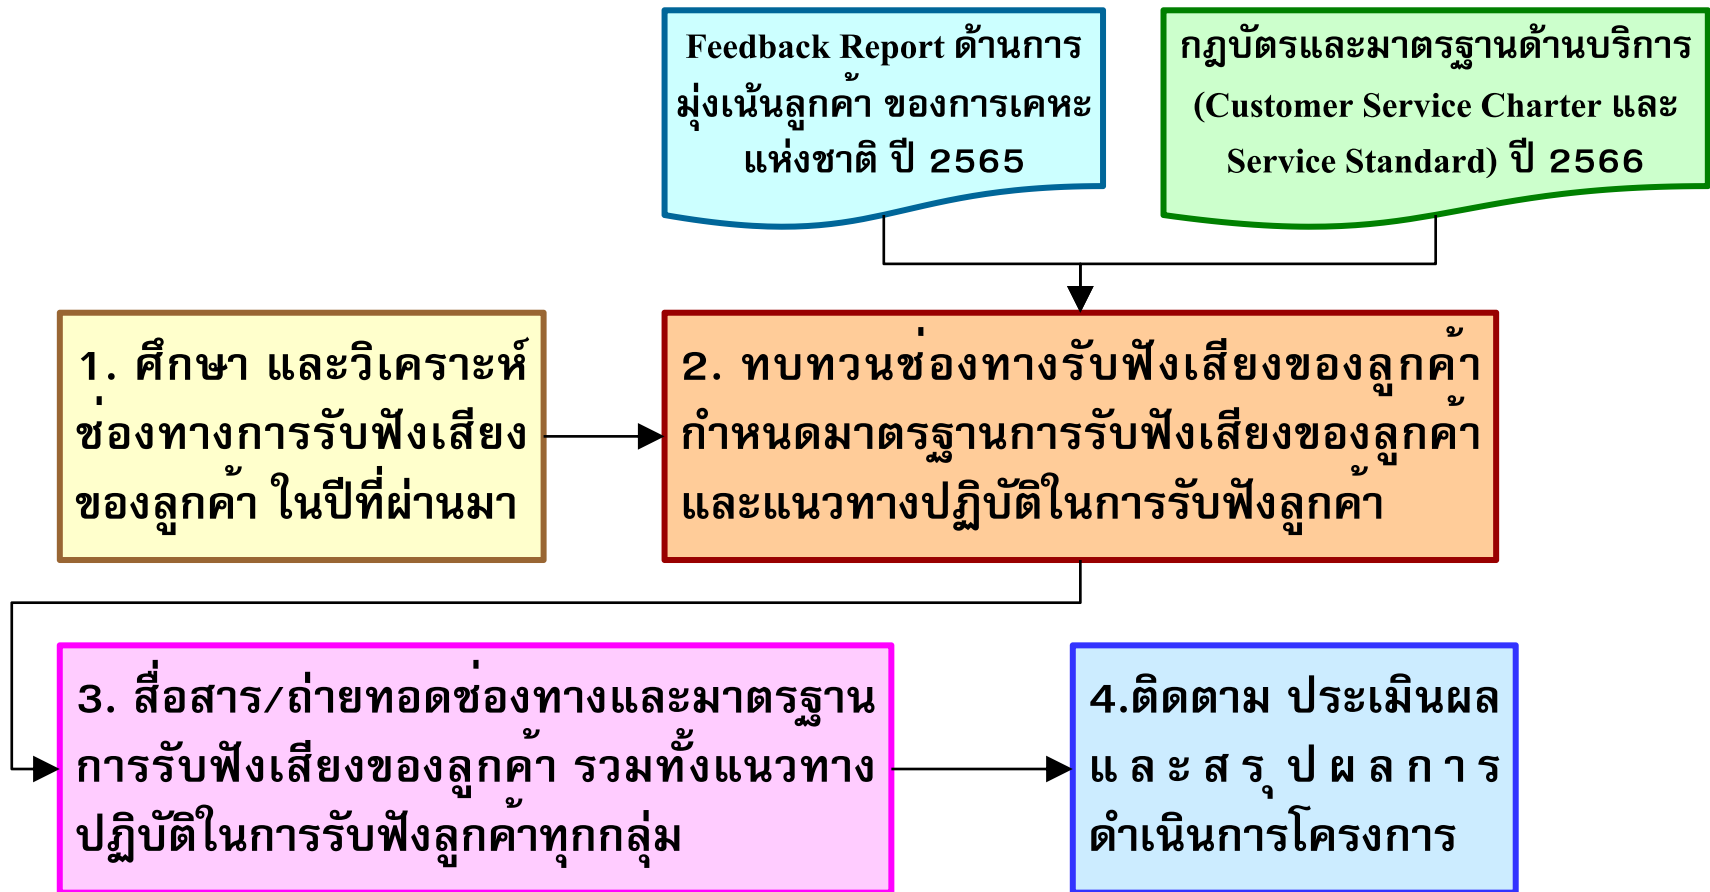 Feedback Report ด้านการ
มุ่งเน้นลูกค้า ของการเคหะ
แห่งชาติ ปี 2565
กฎบัตรและมาตรฐานด้านบริการ
(Customer Service Charter และ
Service Standard) ปี 2566
1. ศึกษา และวิเคราะห์
ช่องทางการรับฟังเสียง
ของลูกค้า ในปีที่ผ่านมา
2. ทบทวนช่องทางรับฟังเสียงของลูกค้า
กำหนดมาตรฐานการรับฟังเสียงของลูกค้า
และแนวทางปฏิบัติในการรับฟังลูกค้า
3. สื่อสาร/ถ่ายทอดช่องทางและมาตรฐาน
การรับฟังเสียงของลูกค้า รวมทั้งแนวทาง
ปฏิบัติในการรับฟังลูกค้าทุกกลุ่ม
4.ติดตาม ประเมินผล
และสรุปผลการ
ดำเนินการโครงการ